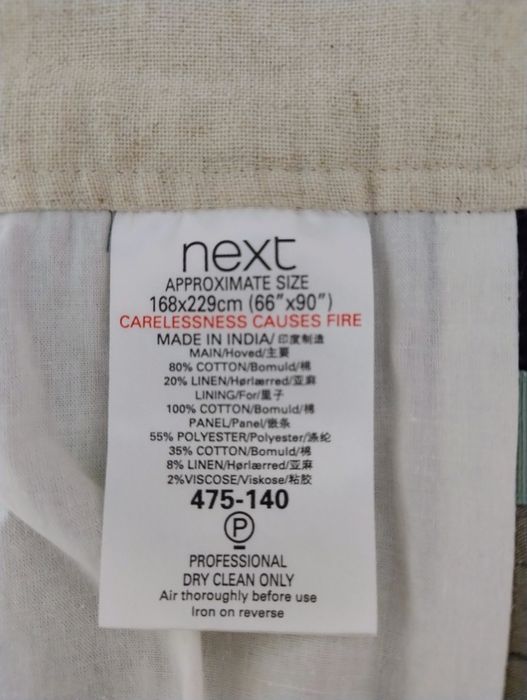 next
APPROXIMATE SIZE
168x229cm (66"x90")
CARELESSNESS CAUSES FIRE
MADE IN INDIA/印度制造
MAIN/Hoved/主要
80% COTTON/Bomuld/棉
20% LINEN/Hørlærred/亚麻
LINING/For/里子
100% COTTON/Bomuld/棉
PANEL/Panel/嵌条
55% POLYESTER/Polyester/涤纶
35% COTTON/Bomuld/棉
8% LINEN/Hørlærred/亚麻
2%VISCOSE/Viskose/粘胶
475-140
P
PROFESSIONAL
DRY CLEAN ONLY
Air thoroughly before use
Iron on reverse